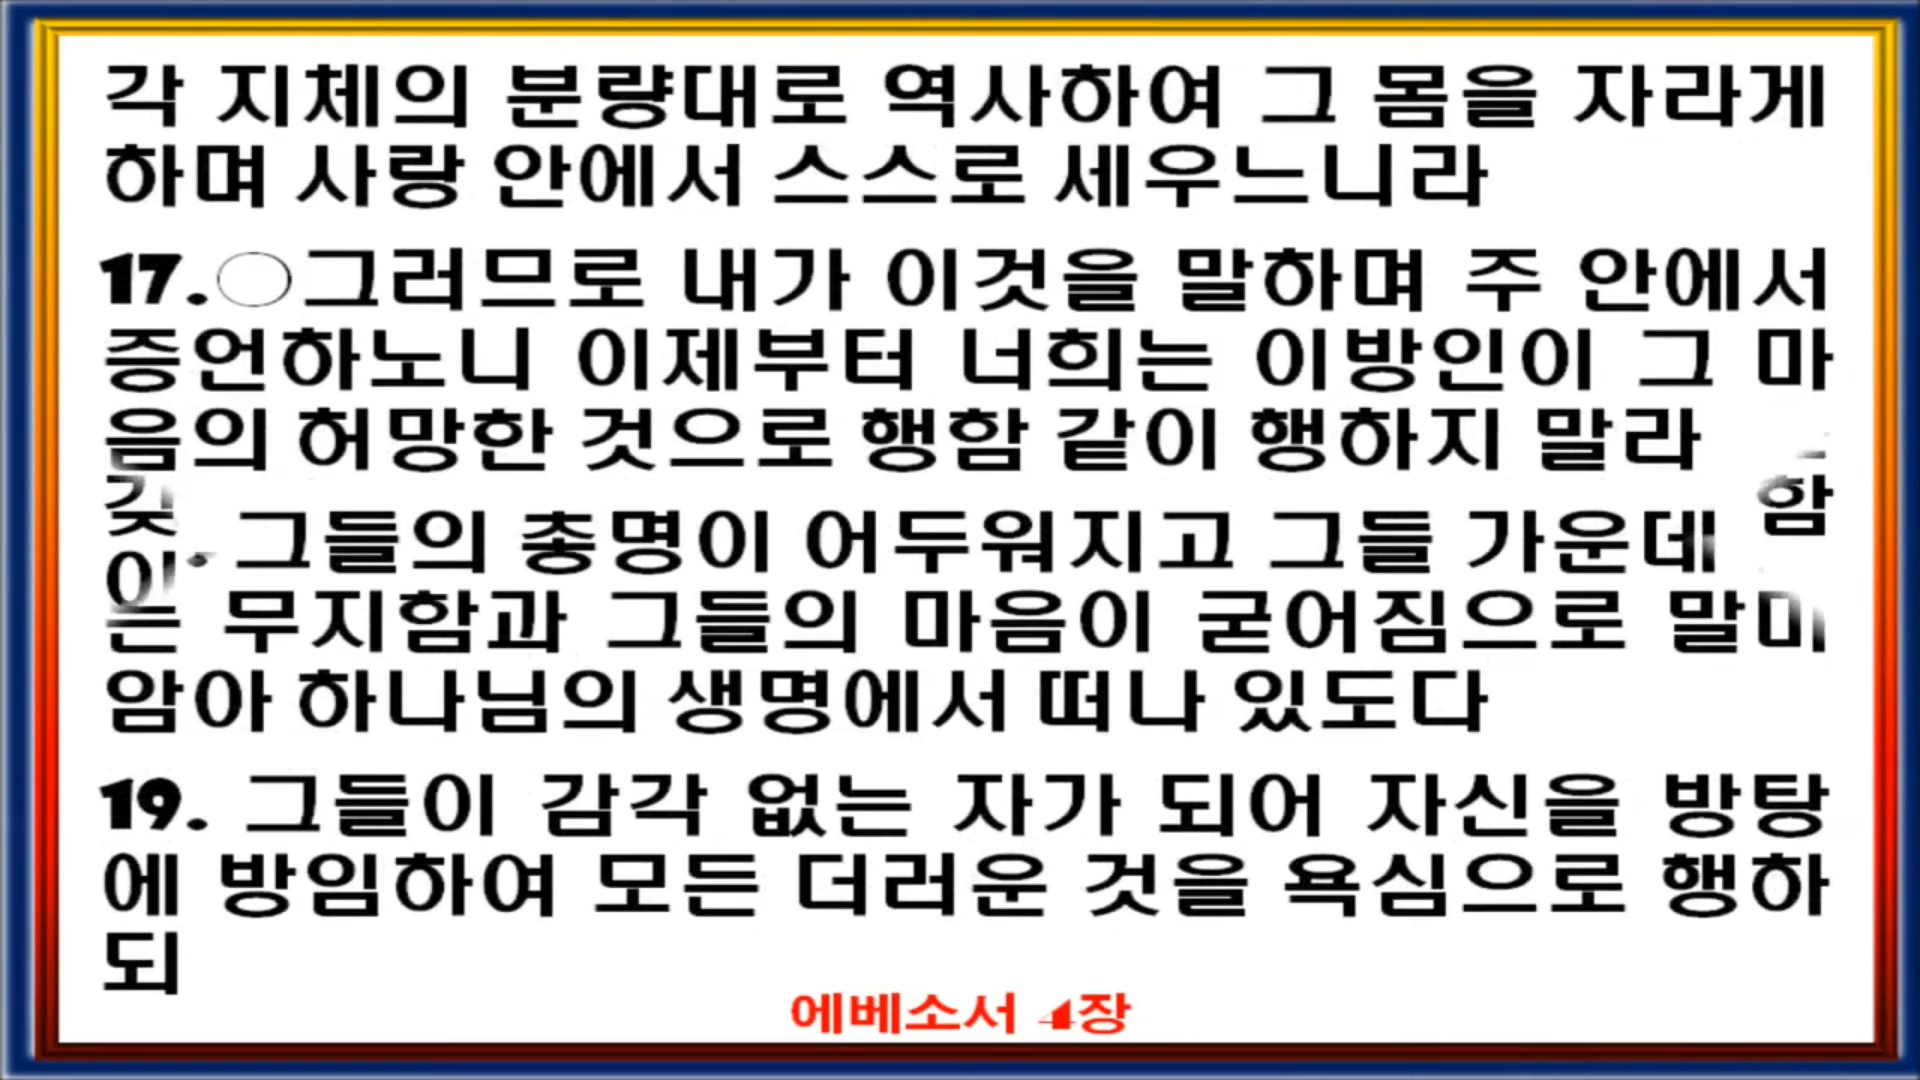 각 지체의 분량대로 역사하여 그 몸을 자라게
하며 사랑 안에서 스스로 세우느니라
17.○그러므로 내가 이것을 말하며 주 안에서
증언하노니 이제부터 너희는 이방인이 그 마
음의 허망한 것으로 행함 같이 행하지 말라
그들의 총명이 어두워지고 그들 가운데
는 무지함과 그들의 마음이 굳어짐으로 말미
암아 하나님의 생명에서 떠나 있도다
19. 그들이 감각 없는 자가 되어 자신을 방탕
에 방임하여 모든 더러운 것을 욕심으로 행하
되
에베소서 4장